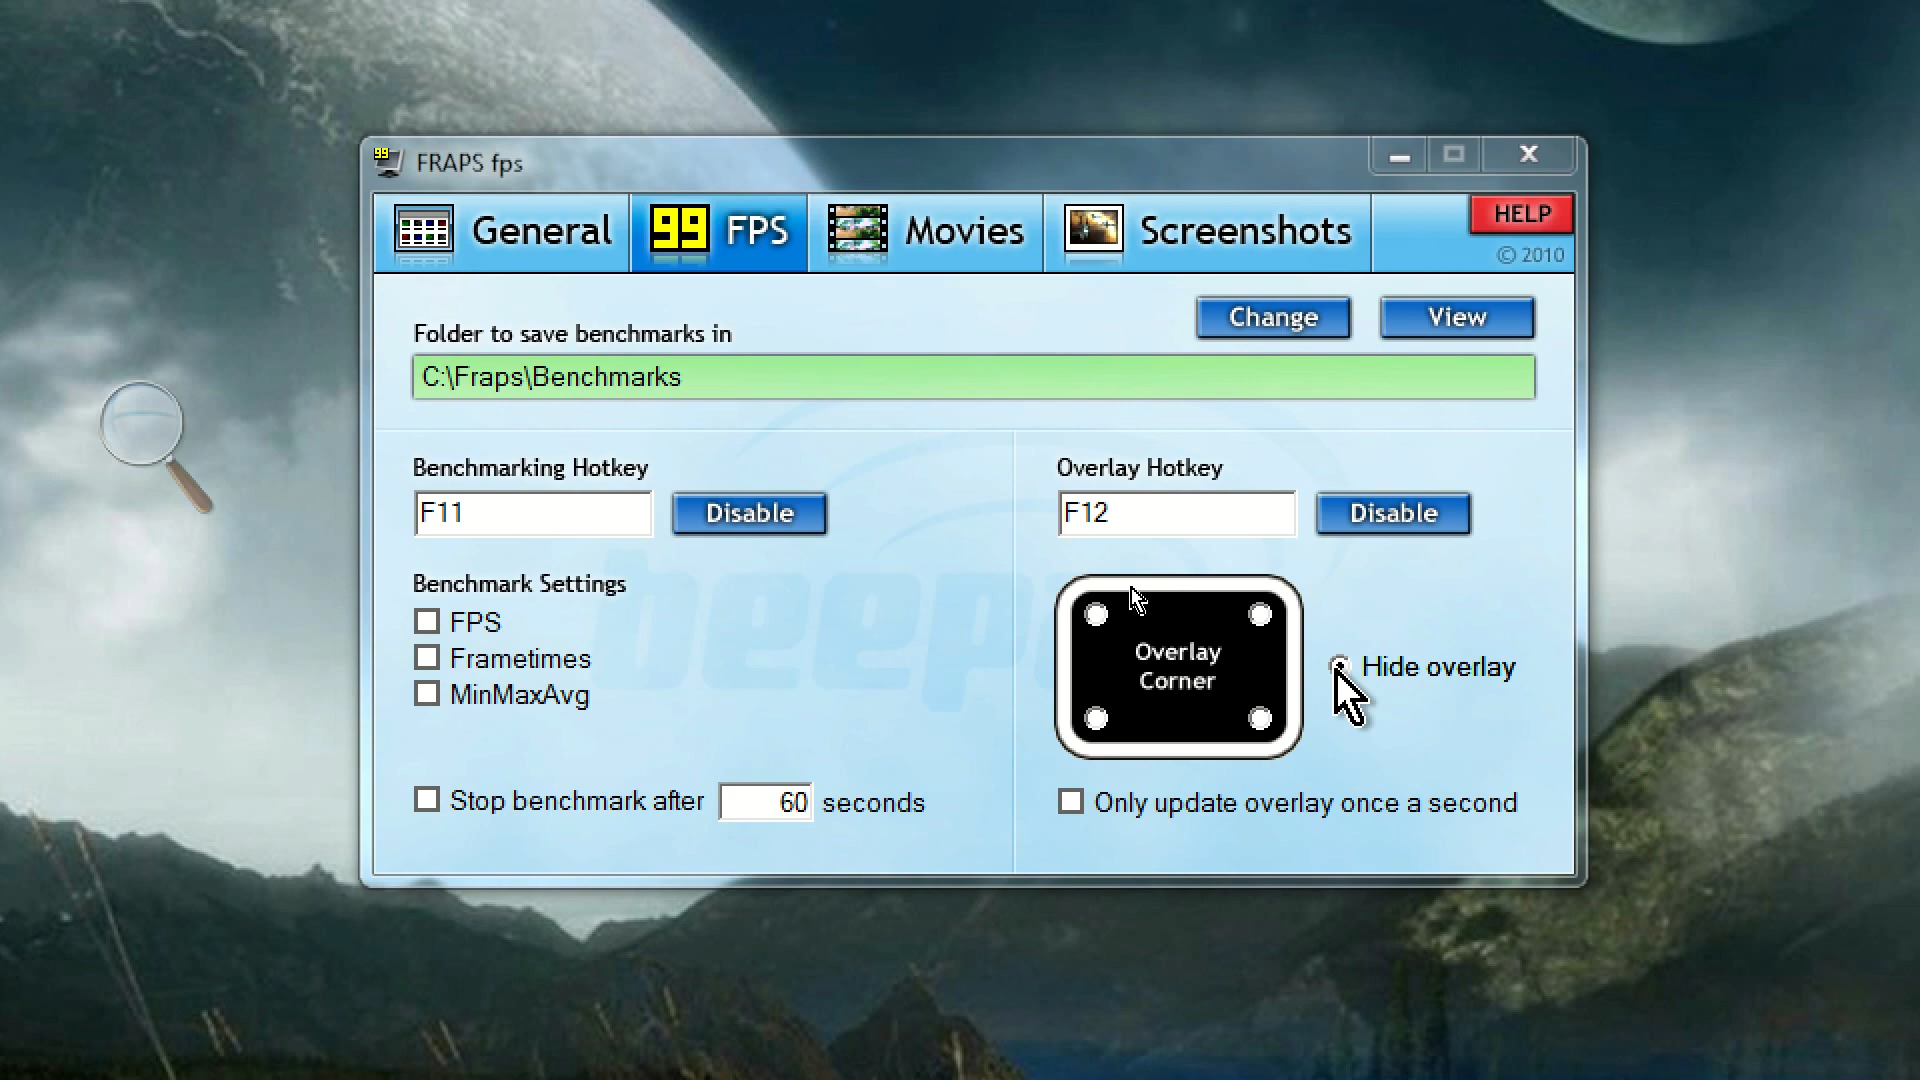 99
FRAPS fps
General
99
FPS
Movies
Screenshots
HELP
© 2010
Folder to save benchmarks in
Change
View
C:\Fraps\Benchmarks
Benchmarking Hotkey
F11
Disable
Benchmark Settings
FPS
Frametimes
MinMaxAvg
Stop benchmark after 60 seconds
Overlay Hotkey
F12
Disable
Overlay
Corner
Hide overlay
Only update overlay once a second